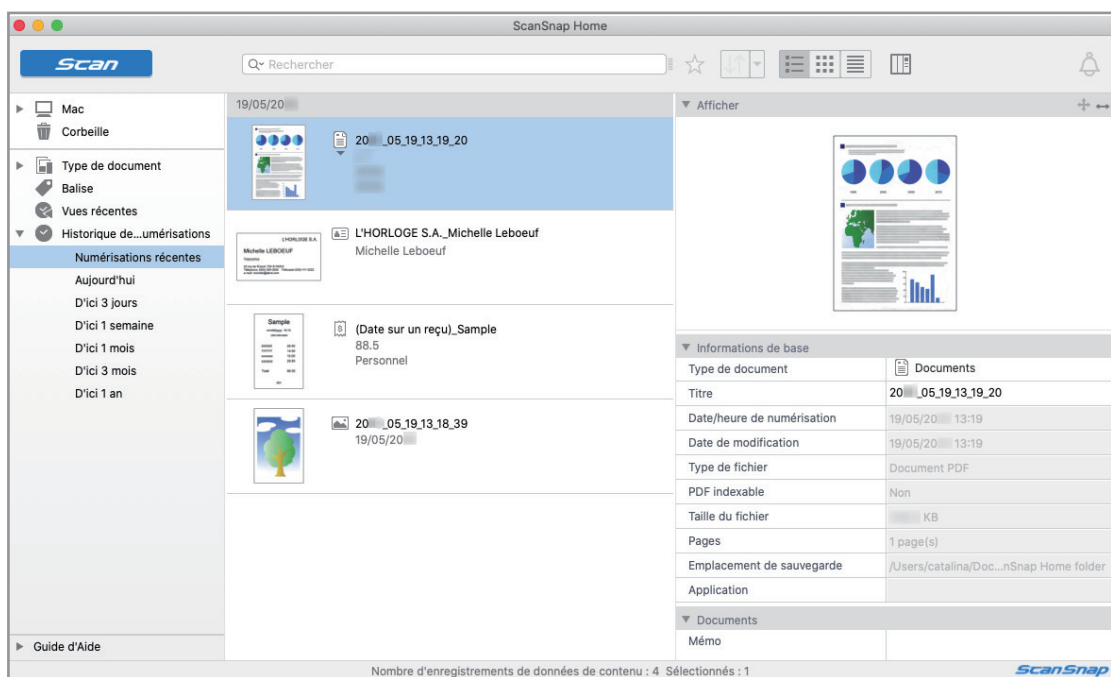 ScanSnap Home
Scan
Rechercher
Mac
Corbeille
Type de document
Balise
Vues récentes
Historique de...umérisations
Numérisations récentes
Aujourd'hui
D'ici 3 jours
D'ici 1 semaine
D'ici 1 mois
D'ici 3 mois
D'ici 1 an
Guide d'Aide
19/05/20
20 _05_19_13_19_20
L'HORLOGE S.A.
Michelle LEBOEUF
L'HORLOGE S.A._Michelle Leboeuf
Michelle Leboeuf
Sample
Total
(Date sur un reçu)_Sample
88.5
Personnel
20 _05_19_13_18_39
19/05/20
Afficher
Informations de base
Type de document Documents
Titre 20 _05_19_13_19_20
Date/heure de numérisation 19/05/20 13:19
Date de modification 19/05/20 13:19
Type de fichier Document PDF
PDF indexable Non
Taille du fichier KB
Pages 1 page(s)
Emplacement de sauvegarde /Users/catalina/Doc...nSnap Home folder
Application
Documents
Mémo
Nombre d'enregistrements de données de contenu : 4 Sélectionnés : 1
ScanSnap